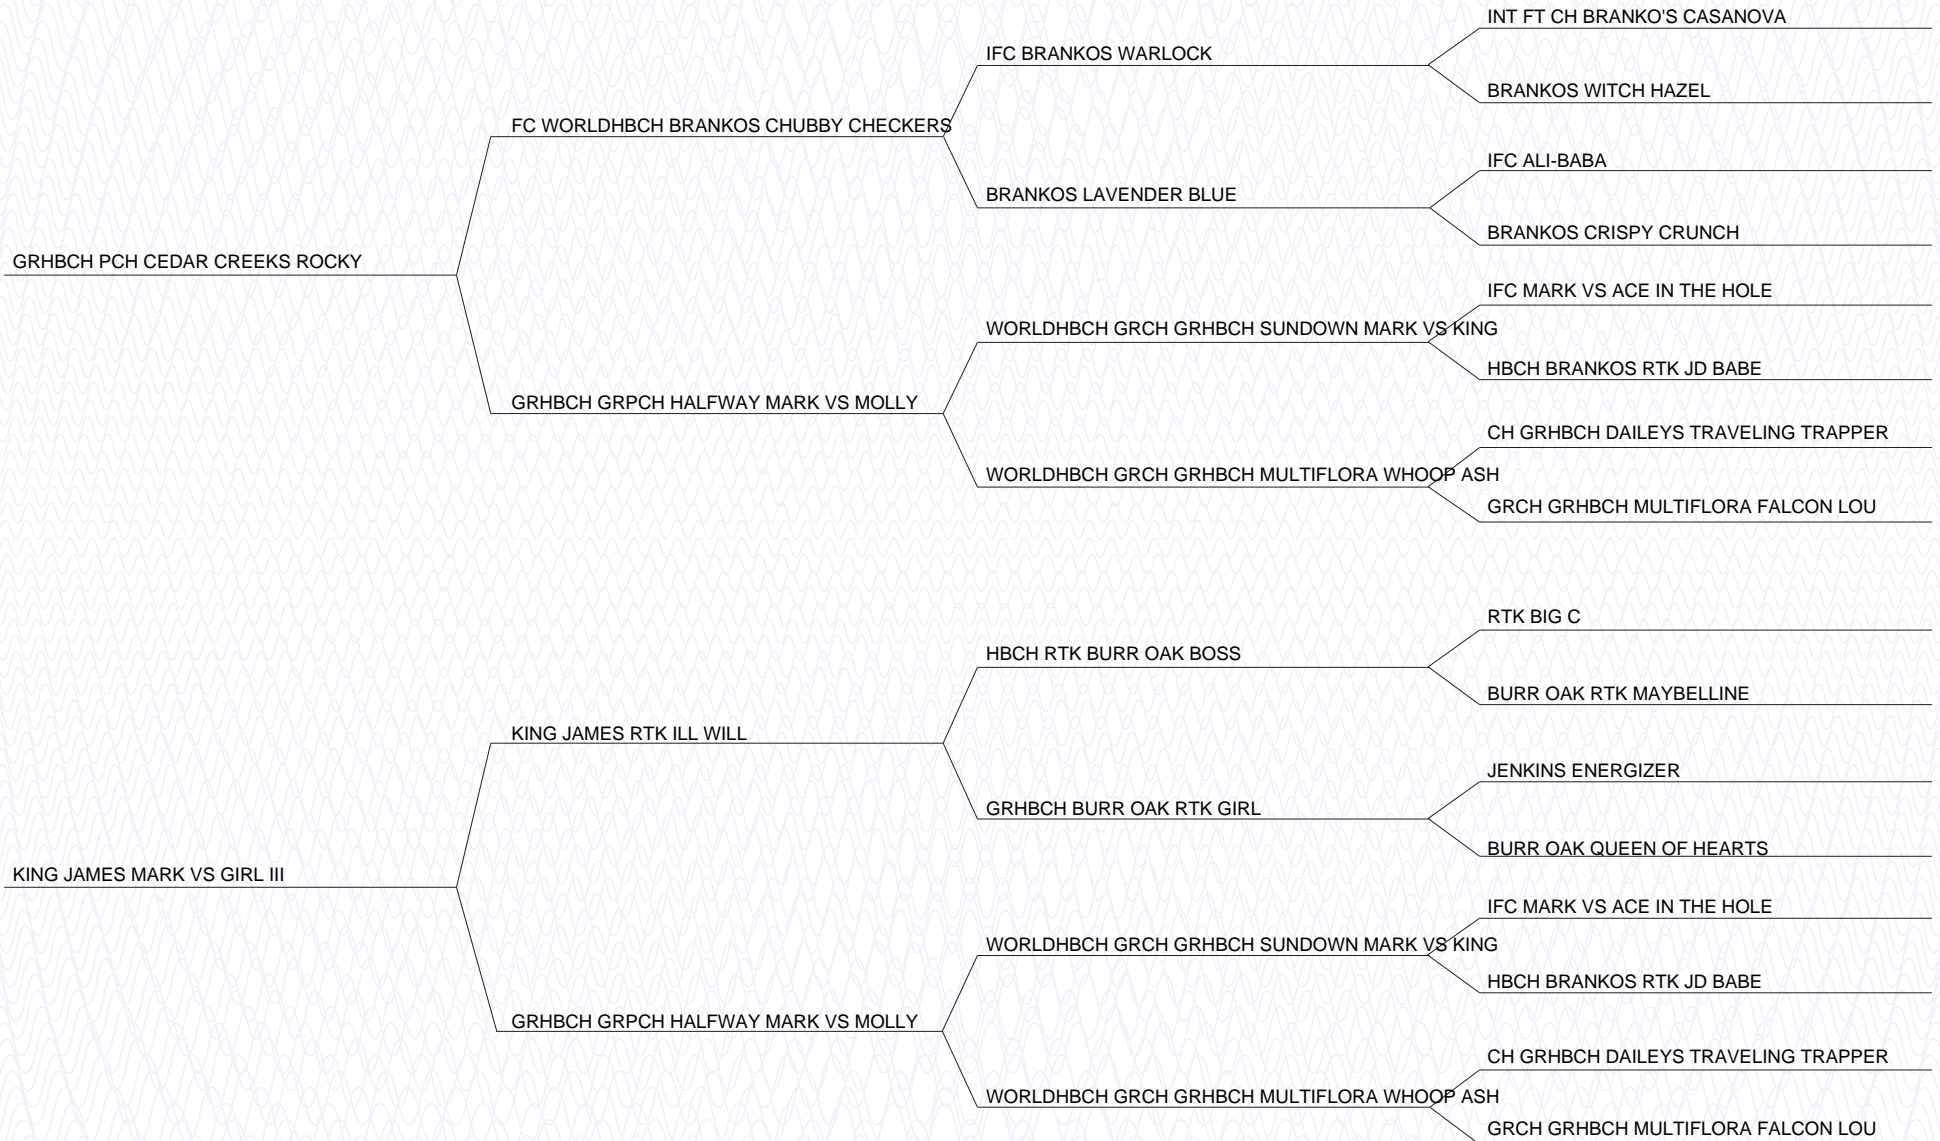 INT FT CH BRANKO'S CASANOVA
IFC BRANKOS WARLOCK
BRANKOS WITCH HAZEL
FC WORLDHBCH BRANKOS CHUBBY CHECKERS
IFC ALI-BABA
BRANKOS LAVENDER BLUE
BRANKOS CRISPY CRUNCH
GRHBCH PCH CEDAR CREEKS ROCKY
IFC MARK VS ACE IN THE HOLE
WORLDHBCH GRCH GRHBCH SUNDOWN MARK VS KING
HBCH BRANKOS RTK JD BABE
GRHBCH GRPCH HALFWAY MARK VS MOLLY
CH GRHBCH DAILEYS TRAVELING TRAPPER
WORLDHBCH GRCH GRHBCH MULTIFLORA WHOOP ASH
GRCH GRHBCH MULTIFLORA FALCON LOU
RTK BIG C
HBCH RTK BURR OAK BOSS
BURR OAK RTK MAYBELLINE
KING JAMES RTK ILL WILL
JENKINS ENERGIZER
GRHBCH BURR OAK RTK GIRL
BURR OAK QUEEN OF HEARTS
KING JAMES MARK VS GIRL III
IFC MARK VS ACE IN THE HOLE
WORLDHBCH GRCH GRHBCH SUNDOWN MARK VS KING
HBCH BRANKOS RTK JD BABE
GRHBCH GRPCH HALFWAY MARK VS MOLLY
CH GRHBCH DAILEYS TRAVELING TRAPPER
WORLDHBCH GRCH GRHBCH MULTIFLORA WHOOP ASH
GRCH GRHBCH MULTIFLORA FALCON LOU